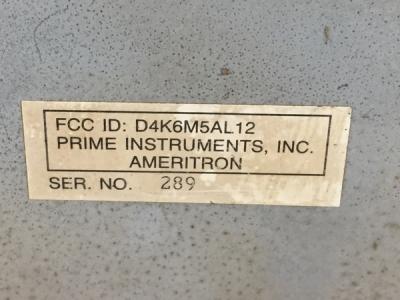 FCC ID: D4K6M5AL12
PRIME INSTRUMENTS, INC.
AMERITRON
SER. NO. 289